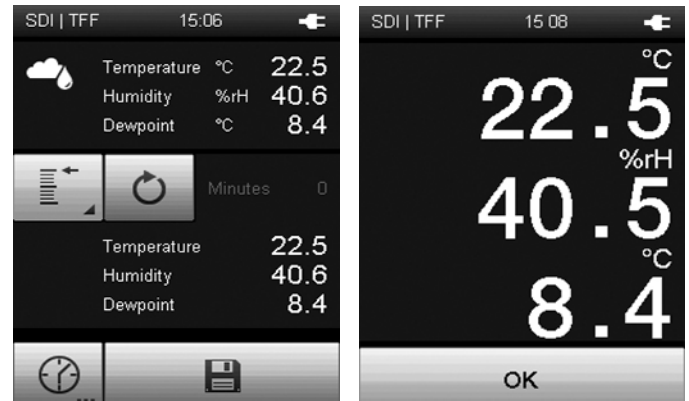 SDI | TFF 15:06
Temperature °C 22.5
Humidity %rH 40.6
Dewpoint °C 8.4
Minutes 0
Temperature 22.5
Humidity 40.6
Dewpoint 8.4
SDI | TFF 15 08
°C
22.5
%rH
40.5
°C
8.4
OK